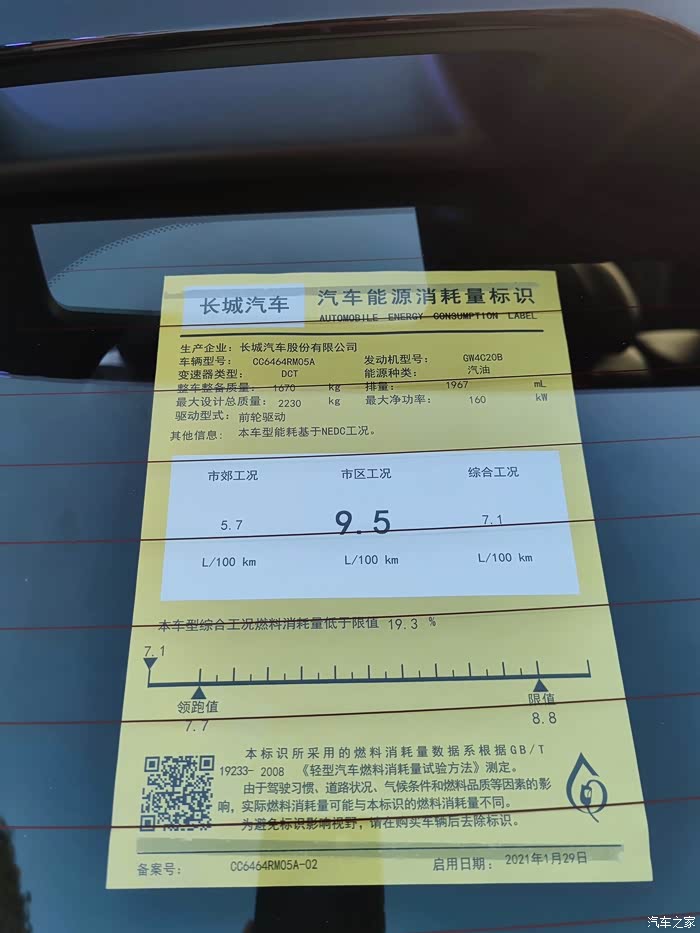 长城汽车 汽车能源消耗量标识
AUTOMOBILE ENERGY CONSUMPTION LABEL
生产企业: 长城汽车股份有限公司
车辆型号: CC6464RM05A 发动机型号: GW4C20B
变速器类型: DCT 能源种类: 汽油
整车整备质量: 1670 kg 排量: 1967 mL
最大设计总质量: 2230 kg 最大净功率: 160 kW
驱动型式: 前轮驱动
其他信息: 本车型能耗基于NEDC工况。
市郊工况 市区工况 综合工况
5.7 9.5 7.1
L/100 km L/100 km L/100 km
本车型综合工况燃料消耗量低于限值 19.3 %
7.1
领跑值 限值
7.7 8.8
本标识所采用的燃料消耗量数据系根据GB/T
19233- 2008 《轻型汽车燃料消耗量试验方法》测定。
由于驾驶习惯、道路状况、气候条件和燃料品质等因素的影
响,实际燃料消耗量可能与本标识的燃料消耗量不同。
为避免标识影响视野,请在购买车辆后去除标识。
备案号: CC6464RM05A-02 启用日期: 2021年1月29日
汽车之家